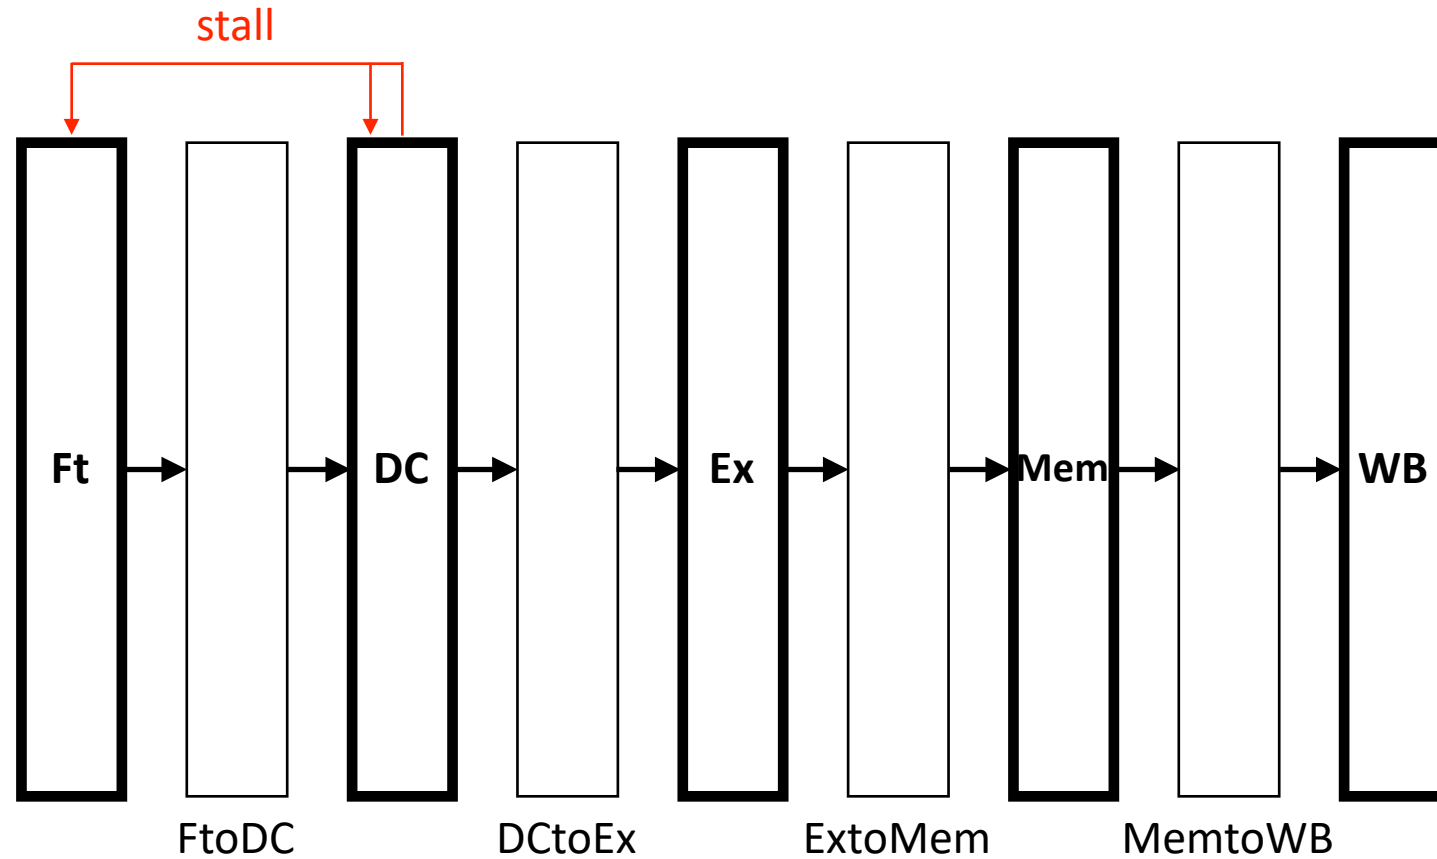 stall
Ft
DC
Ex
Mem
WB
FtoDC
DCtoEx
ExtoMem
MemtoWB